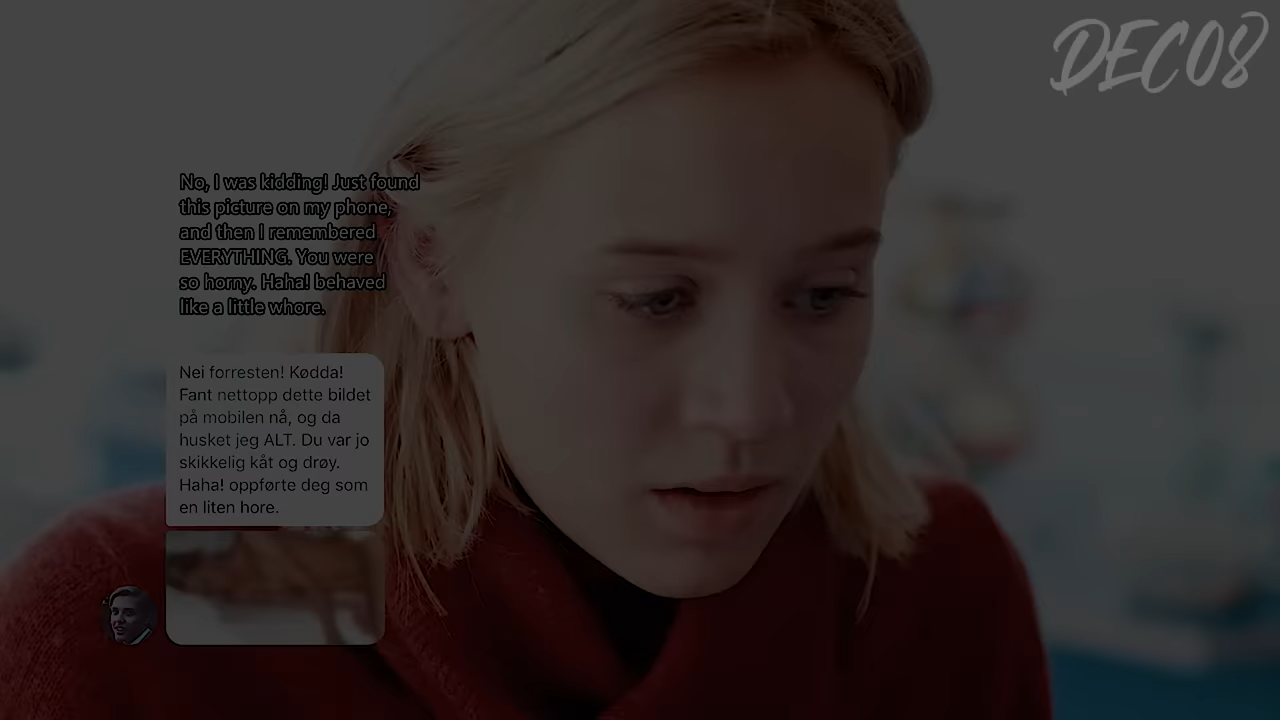 DECO8
No, I was kidding! Just found
this picture on my phone,
and then I remembered
EVERYTHING. You were
so horny. Haha! behaved
like a little whore.
Nei forresten! Kødda!
Fant nettopp dette bildet
på mobilen nå, og da
husket jeg ALT. Du var jo
skikkelig kåt og drøy.
Haha! oppførte deg som
en liten hore.